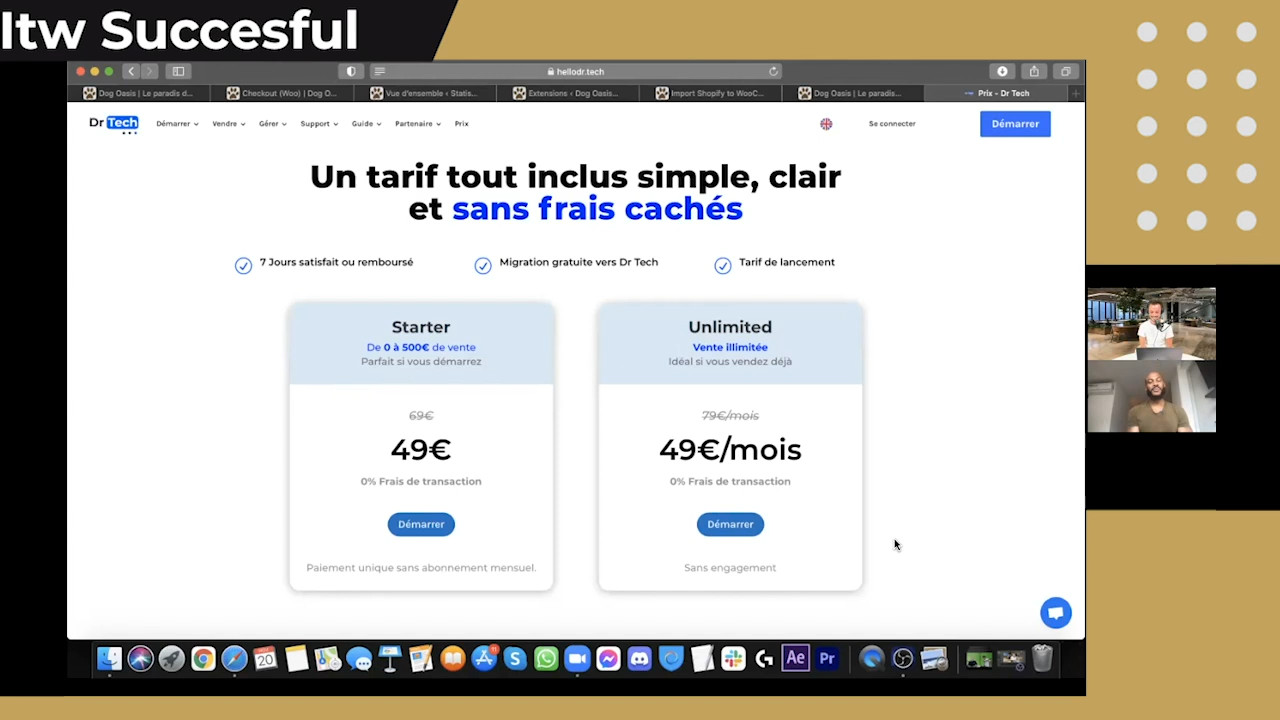 Itw Succesful
hellodr.tech
Dog Oasis | Le paradis d...
Checkout (Woo) | Dog O...
Vue d'ensemble ‹ Statis...
Extensions ‹ Dog Oasis...
Import Shopify to WooC...
Dog Oasis | Le paradis...
Prix - Dr Tech
Dr Tech
Démarrer
Vendre
Gérer
Support
Guide
Partenaire
Prix
Se connecter
Démarrer
Un tarif tout inclus simple, clair
et sans frais cachés
7 Jours satisfait ou remboursé
Migration gratuite vers Dr Tech
Tarif de lancement
Starter
De 0 à 500€ de vente
Parfait si vous démarrez
69€
49€
0% Frais de transaction
Démarrer
Paiement unique sans abonnement mensuel.
Unlimited
Vente illimitée
Idéal si vous vendez déjà
79€/mois
49€/mois
0% Frais de transaction
Démarrer
Sans engagement
20
Ae
Pr